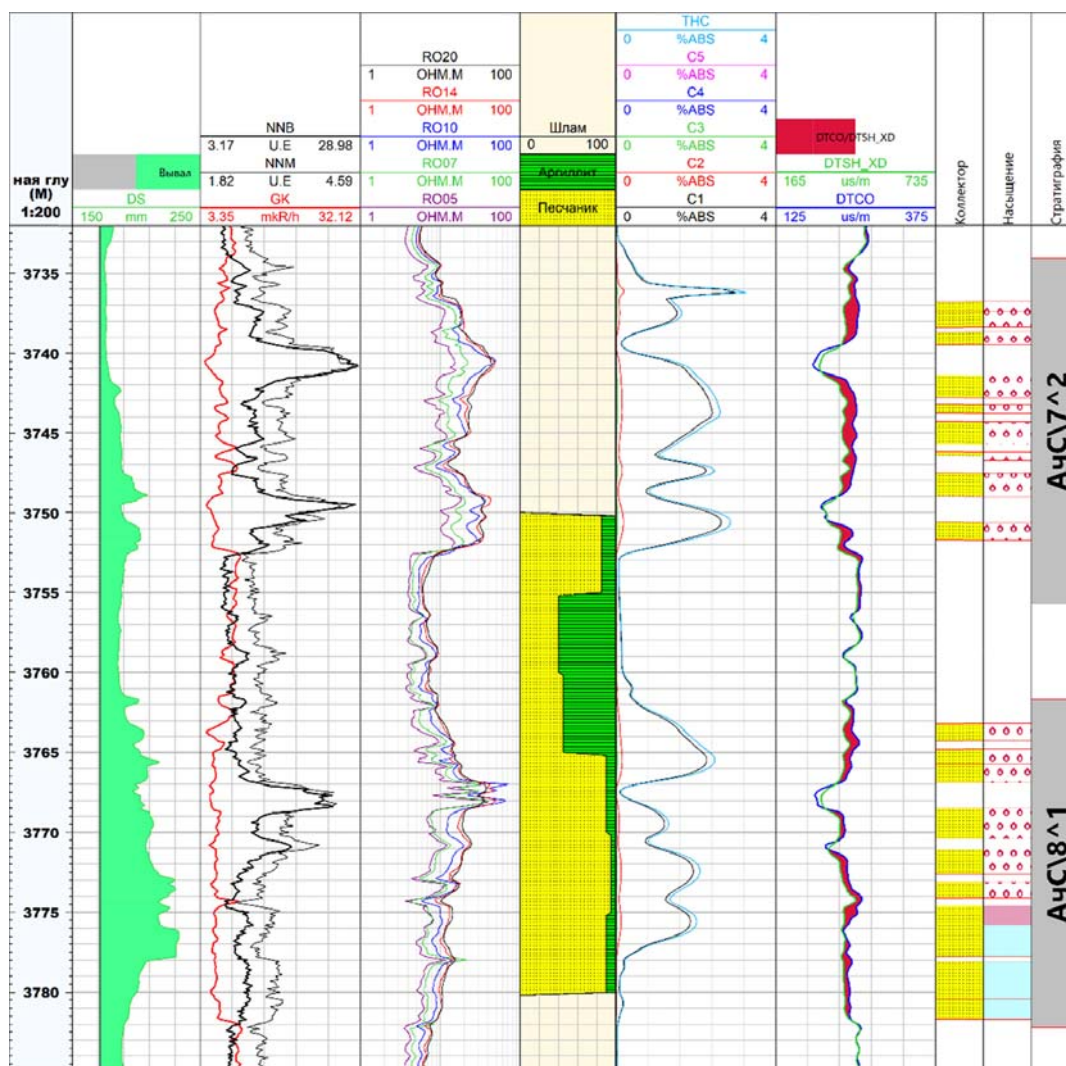 THC
0 %ABS 4
C5
0 %ABS 4
C4
0 %ABS 4
C3
0 %ABS 4
C2
0 %ABS 4
C1
0 %ABS 4
RO20
1 OHM.M 100
RO14
1 OHM.M 100
RO10
1 OHM.M 100
RO07
1 OHM.M 100
RO05
1 OHM.M 100
NNB
3.17 U.E 28.98
NNM
1.82 U.E 4.59
GK
3.35 mkR/h 32.12
Шлам
0 100
Аргиллит
Песчаник
DTCO/DTSH_XD
DTSH_XD
165 us/m 735
DTCO
125 us/m 375
Вывал
DS
150 mm 250
ная глу
(М)
1:200
Коллектор
Насыщение
Стратиграфия
3735
3740
3745
3750
3755
3760
3765
3770
3775
3780
АчС\7^2
АчС\8^1